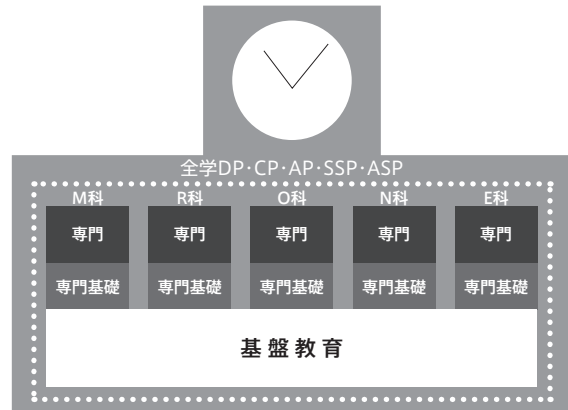 全学DP・CP・AP・SSP・ASP
M科 R科 O科 N科 E科
専門 専門 専門 専門 専門
専門基礎 専門基礎 専門基礎 専門基礎 専門基礎
基盤教育